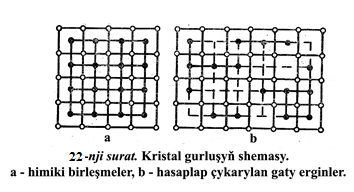 a b
22-nji surat. Kristal gurluşyň shemasy.
a - himiki birleşmeler, b - hasaplap çykarylan gaty erginler.